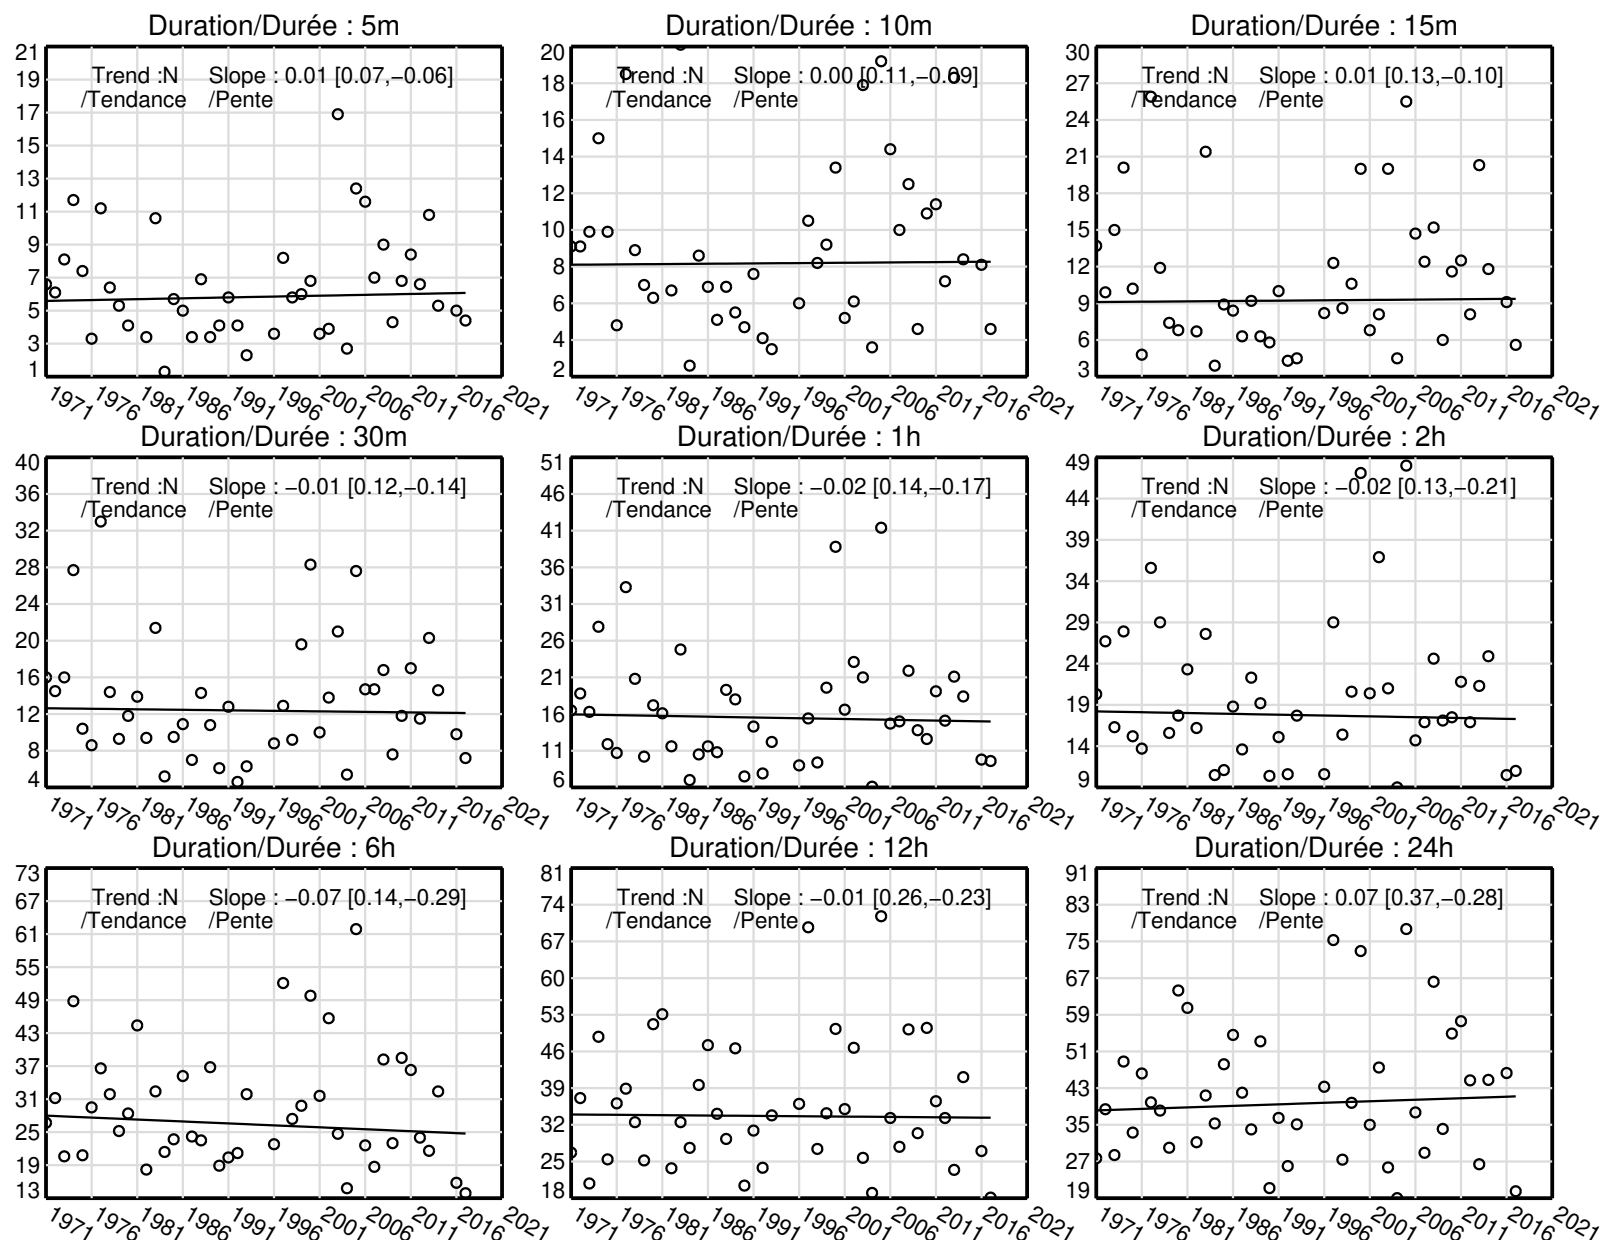 Duration/Durée : 5m
21
19
17
15
13
11
9
7
5
3
1
Trend :N Slope : 0.01 [0.07,−0.06]
/Tendance /Pente
1971 1976 1981 1986 1991 1996 2001 2006 2011 2016 2021
Duration/Durée : 10m
20
18
16
14
12
10
8
6
4
2
Trend :N Slope : 0.00 [0.11,−0.09]
/Tendance /Pente
1971 1976 1981 1986 1991 1996 2001 2006 2011 2016 2021
Duration/Durée : 15m
30
27
24
21
18
15
12
9
6
3
Trend :N Slope : 0.01 [0.13,−0.10]
/Tendance /Pente
1971 1976 1981 1986 1991 1996 2001 2006 2011 2016 2021
Duration/Durée : 30m
40
36
32
28
24
20
16
12
8
4
Trend :N Slope : −0.01 [0.12,−0.14]
/Tendance /Pente
1971 1976 1981 1986 1991 1996 2001 2006 2011 2016 2021
Duration/Durée : 1h
51
46
41
36
31
26
21
16
11
6
Trend :N Slope : −0.02 [0.14,−0.17]
/Tendance /Pente
1971 1976 1981 1986 1991 1996 2001 2006 2011 2016 2021
Duration/Durée : 2h
49
44
39
34
29
24
19
14
9
Trend :N Slope : −0.02 [0.13,−0.21]
/Tendance /Pente
1971 1976 1981 1986 1991 1996 2001 2006 2011 2016 2021
Duration/Durée : 6h
73
67
61
55
49
43
37
31
25
19
13
Trend :N Slope : −0.07 [0.14,−0.29]
/Tendance /Pente
1971 1976 1981 1986 1991 1996 2001 2006 2011 2016 2021
Duration/Durée : 12h
81
74
67
60
53
46
39
32
25
18
Trend :N Slope : −0.01 [0.26,−0.23]
/Tendance /Pente
1971 1976 1981 1986 1991 1996 2001 2006 2011 2016 2021
Duration/Durée : 24h
91
83
75
67
59
51
43
35
27
19
Trend :N Slope : 0.07 [0.37,−0.28]
/Tendance /Pente
1971 1976 1981 1986 1991 1996 2001 2006 2011 2016 2021